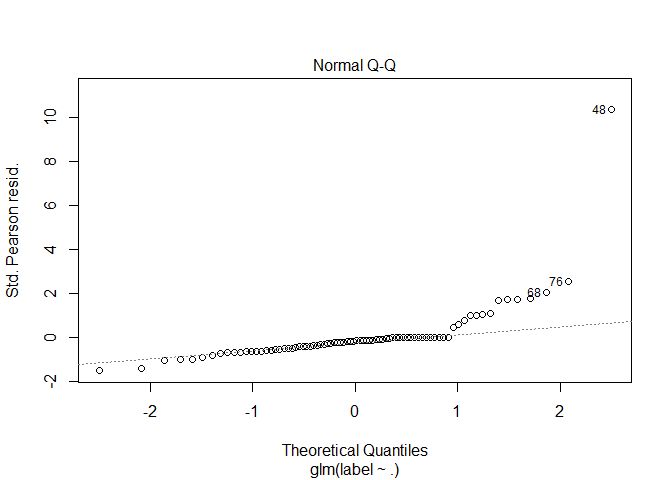 Normal Q-Q
Std. Pearson resid.
10
8
6
4
2
0
-2
48
76
68
-2 -1 0 1 2
Theoretical Quantiles
glm(label ~ .)